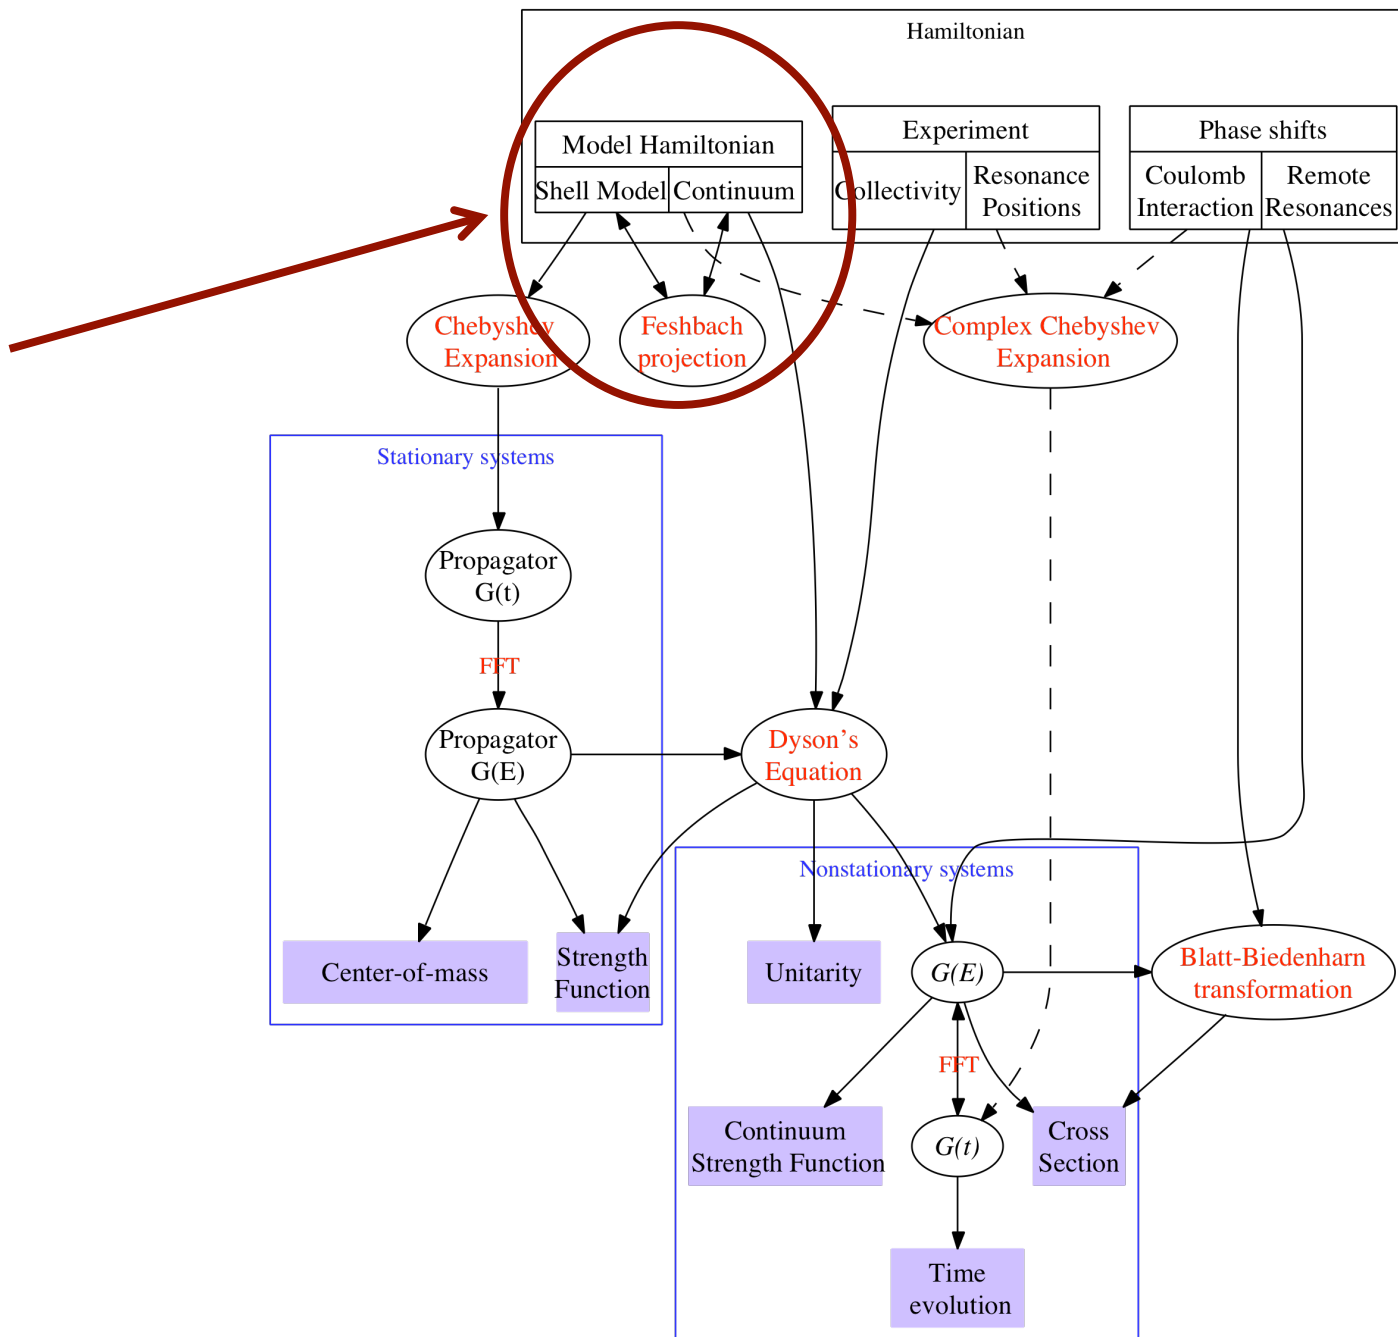 Hamiltonian
Model Hamiltonian
Shell Model
Continuum
Experiment
Collectivity
Resonance
Positions
Phase shifts
Coulomb
Interaction
Remote
Resonances
Chebyshev
Expansion
Feshbach
projection
Complex Chebyshev
Expansion
Stationary systems
Propagator
G(t)
FFT
Propagator
G(E)
Dyson’s
Equation
Center-of-mass
Strength
Function
Nonstationary systems
Unitarity
G(E)
Blatt-Biedenharn
transformation
FFT
Continuum
Strength Function
G(t)
Cross
Section
Time
evolution